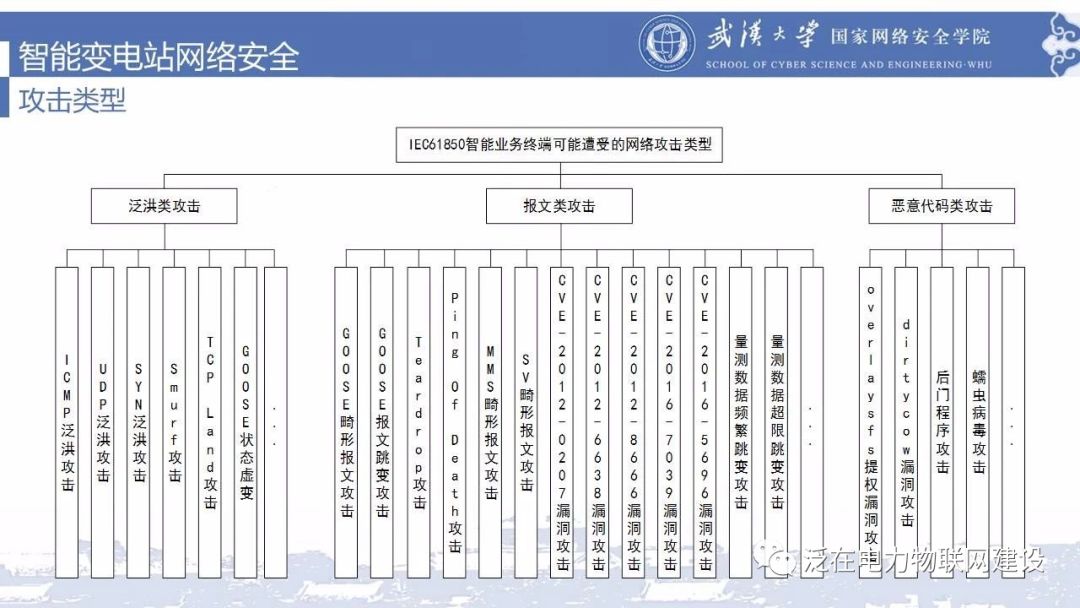 智能变电站网络安全
武汉大学 国家网络安全学院
SCHOOL OF CYBER SCIENCE AND ENGINEERING·WHU
攻击类型
IEC61850智能业务终端可能遭受的网络攻击类型
泛洪类攻击
报文类攻击
恶意代码类攻击
ICMP泛洪攻击
UDP泛洪攻击
SYN泛洪攻击
Smurf攻击
TCP Land攻击
GOOSE状态虚变
...
GOOSE畸形报文攻击
GOOSE报文跳变攻击
Teardrop攻击
Ping Of Death攻击
MMS畸形报文攻击
SV畸形报文攻击
CVE-2012-0207漏洞攻击
CVE-2012-6638漏洞攻击
CVE-2012-8666漏洞攻击
CVE-2016-7039漏洞攻击
CVE-2016-5696漏洞攻击
量测数据频繁跳变攻击
量测数据超限跳变攻击
...
overlaysfs提权漏洞攻击
dirtycow漏洞攻击
后门程序攻击
蠕虫病毒攻击
...
泛在电力物联网建设